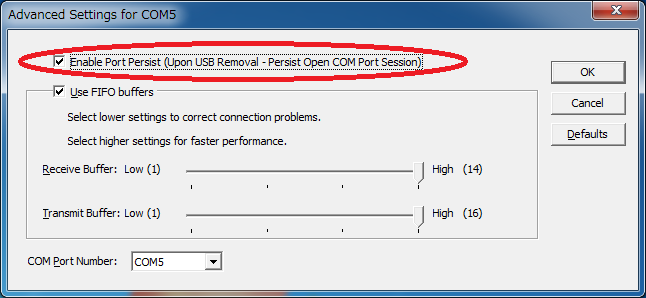 Advanced Settings for COM5
Enable Port Persist (Upon USB Removal - Persist Open COM Port Session)
OK
Use FIFO buffers
Cancel
Select lower settings to correct connection problems.
Defaults
Select higher settings for faster performance.
Receive Buffer: Low (1) High (14)
Transmit Buffer: Low (1) High (16)
COM Port Number: COM5